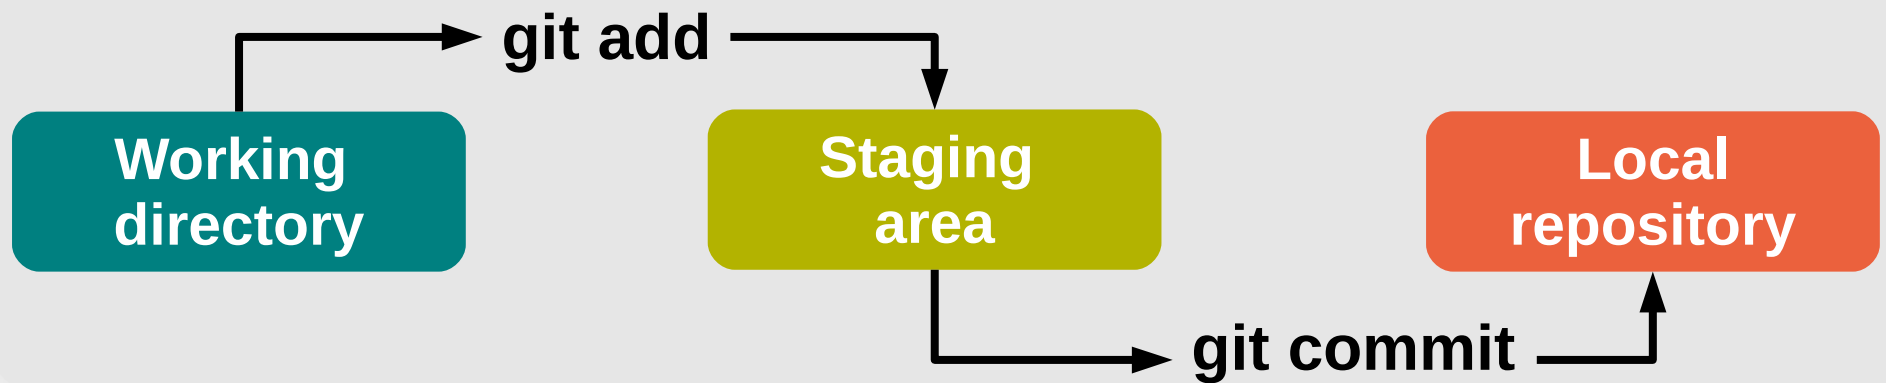 git add
Working
directory
Staging
area
Local
repository
git commit